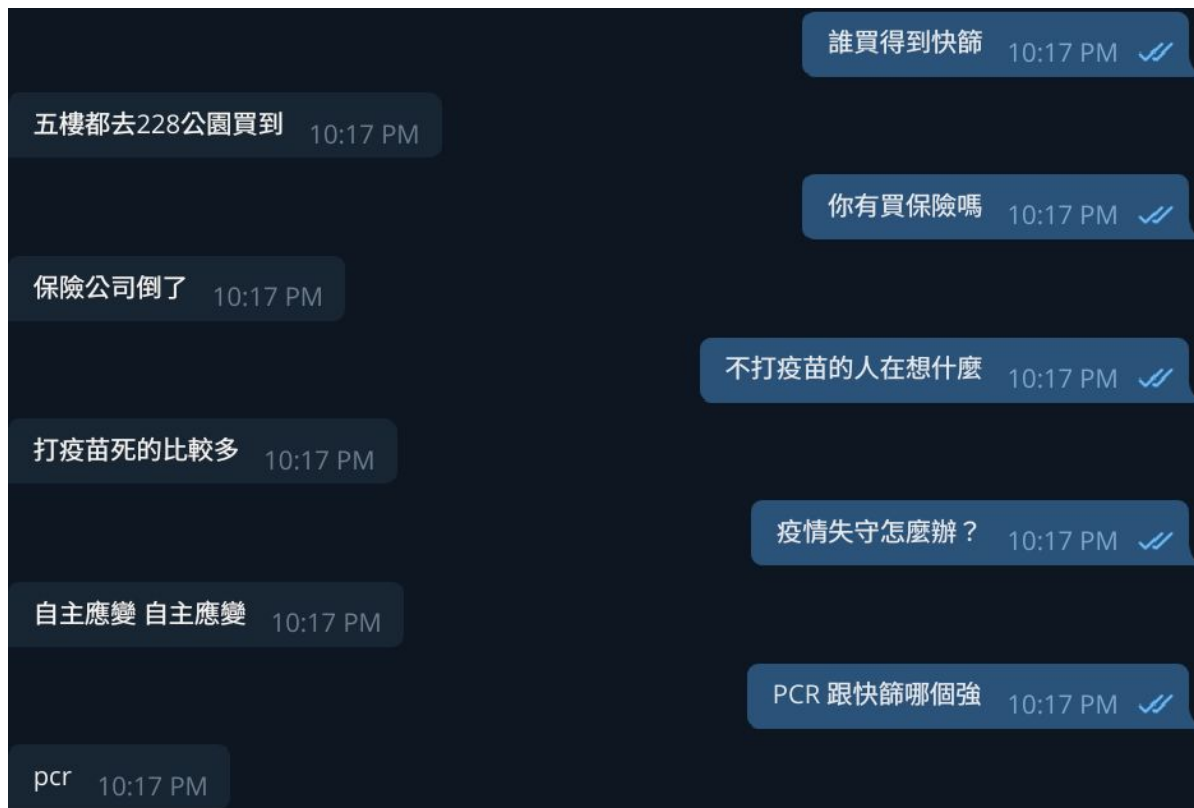 誰買得到快篩 10:17 PM
五樓都去228公園買到 10:17 PM
你有買保險嗎 10:17 PM
保險公司倒了 10:17 PM
不打疫苗的人在想什麼 10:17 PM
打疫苗死的比較多 10:17 PM
疫情失守怎麼辦？ 10:17 PM
自主應變 自主應變 10:17 PM
PCR 跟快篩哪個強 10:17 PM
pcr 10:17 PM